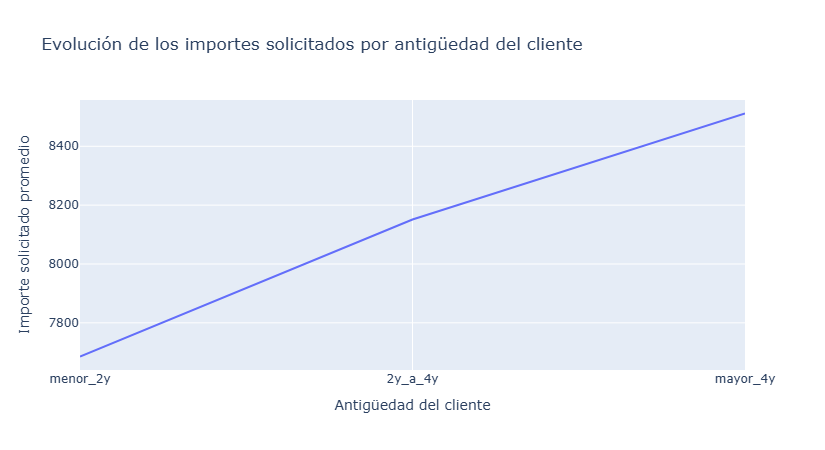 Evolución de los importes solicitados por antigüedad del cliente
Importe solicitado promedio
8400
8200
8000
7800
menor_2y
2y_a_4y
mayor_4y
Antigüedad del cliente